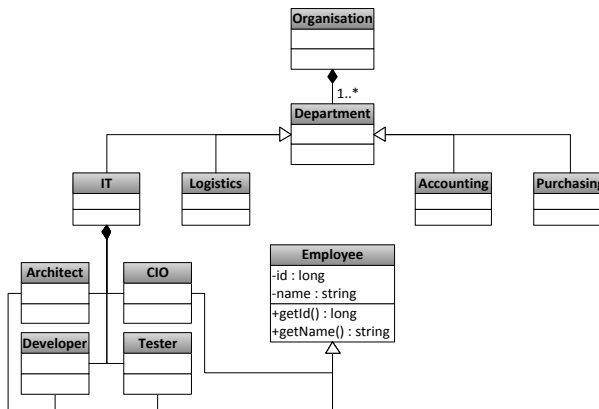 Organisation
1..*
Department
IT
Logistics
Accounting
Purchasing
Employee
-id : long
-name : string
+getId() : long
+getName() : string
Architect
CIO
Developer
Tester